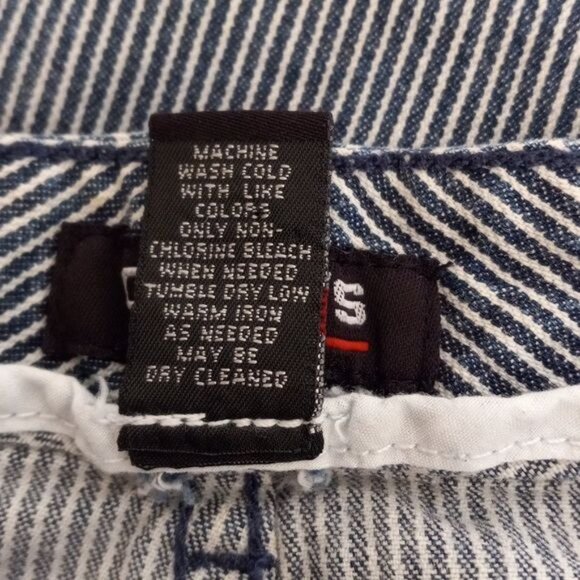 MACHINE
WASH COLD
WITH LIKE
COLORS
ONLY NON-
CHLORINE BLEACH
WHEN NEEDED
TUMBLE DRY LOW
WARM IRON
AS NEEDED
MAY BE
DRY CLEANED